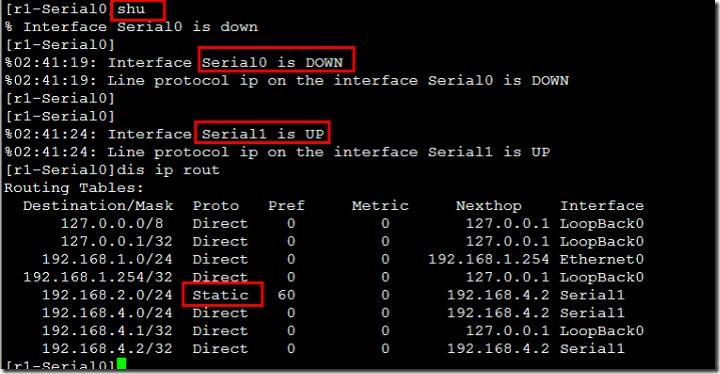 [r1-Serial0]shu
% Interface Serial0 is down
[r1-Serial0]
%02:41:19: Interface Serial0 is DOWN
%02:41:19: Line protocol ip on the interface Serial0 is DOWN
[r1-Serial0]
[r1-Serial0]
%02:41:24: Interface Serial1 is UP
%02:41:24: Line protocol ip on the interface Serial1 is UP
[r1-Serial0]dis ip rout
Routing Tables:
Destination/Mask Proto Pref Metric Nexthop Interface
127.0.0.0/8 Direct 0 0 127.0.0.1 LoopBack0
127.0.0.1/32 Direct 0 0 127.0.0.1 LoopBack0
192.168.1.0/24 Direct 0 0 192.168.1.254 Ethernet0
192.168.1.254/32 Direct 0 0 127.0.0.1 LoopBack0
192.168.2.0/24 Static 60 0 192.168.4.2 Serial1
192.168.4.0/24 Direct 0 0 192.168.4.2 Serial1
192.168.4.1/32 Direct 0 0 127.0.0.1 LoopBack0
192.168.4.2/32 Direct 0 0 192.168.4.2 Serial1
[r1-Serial0]